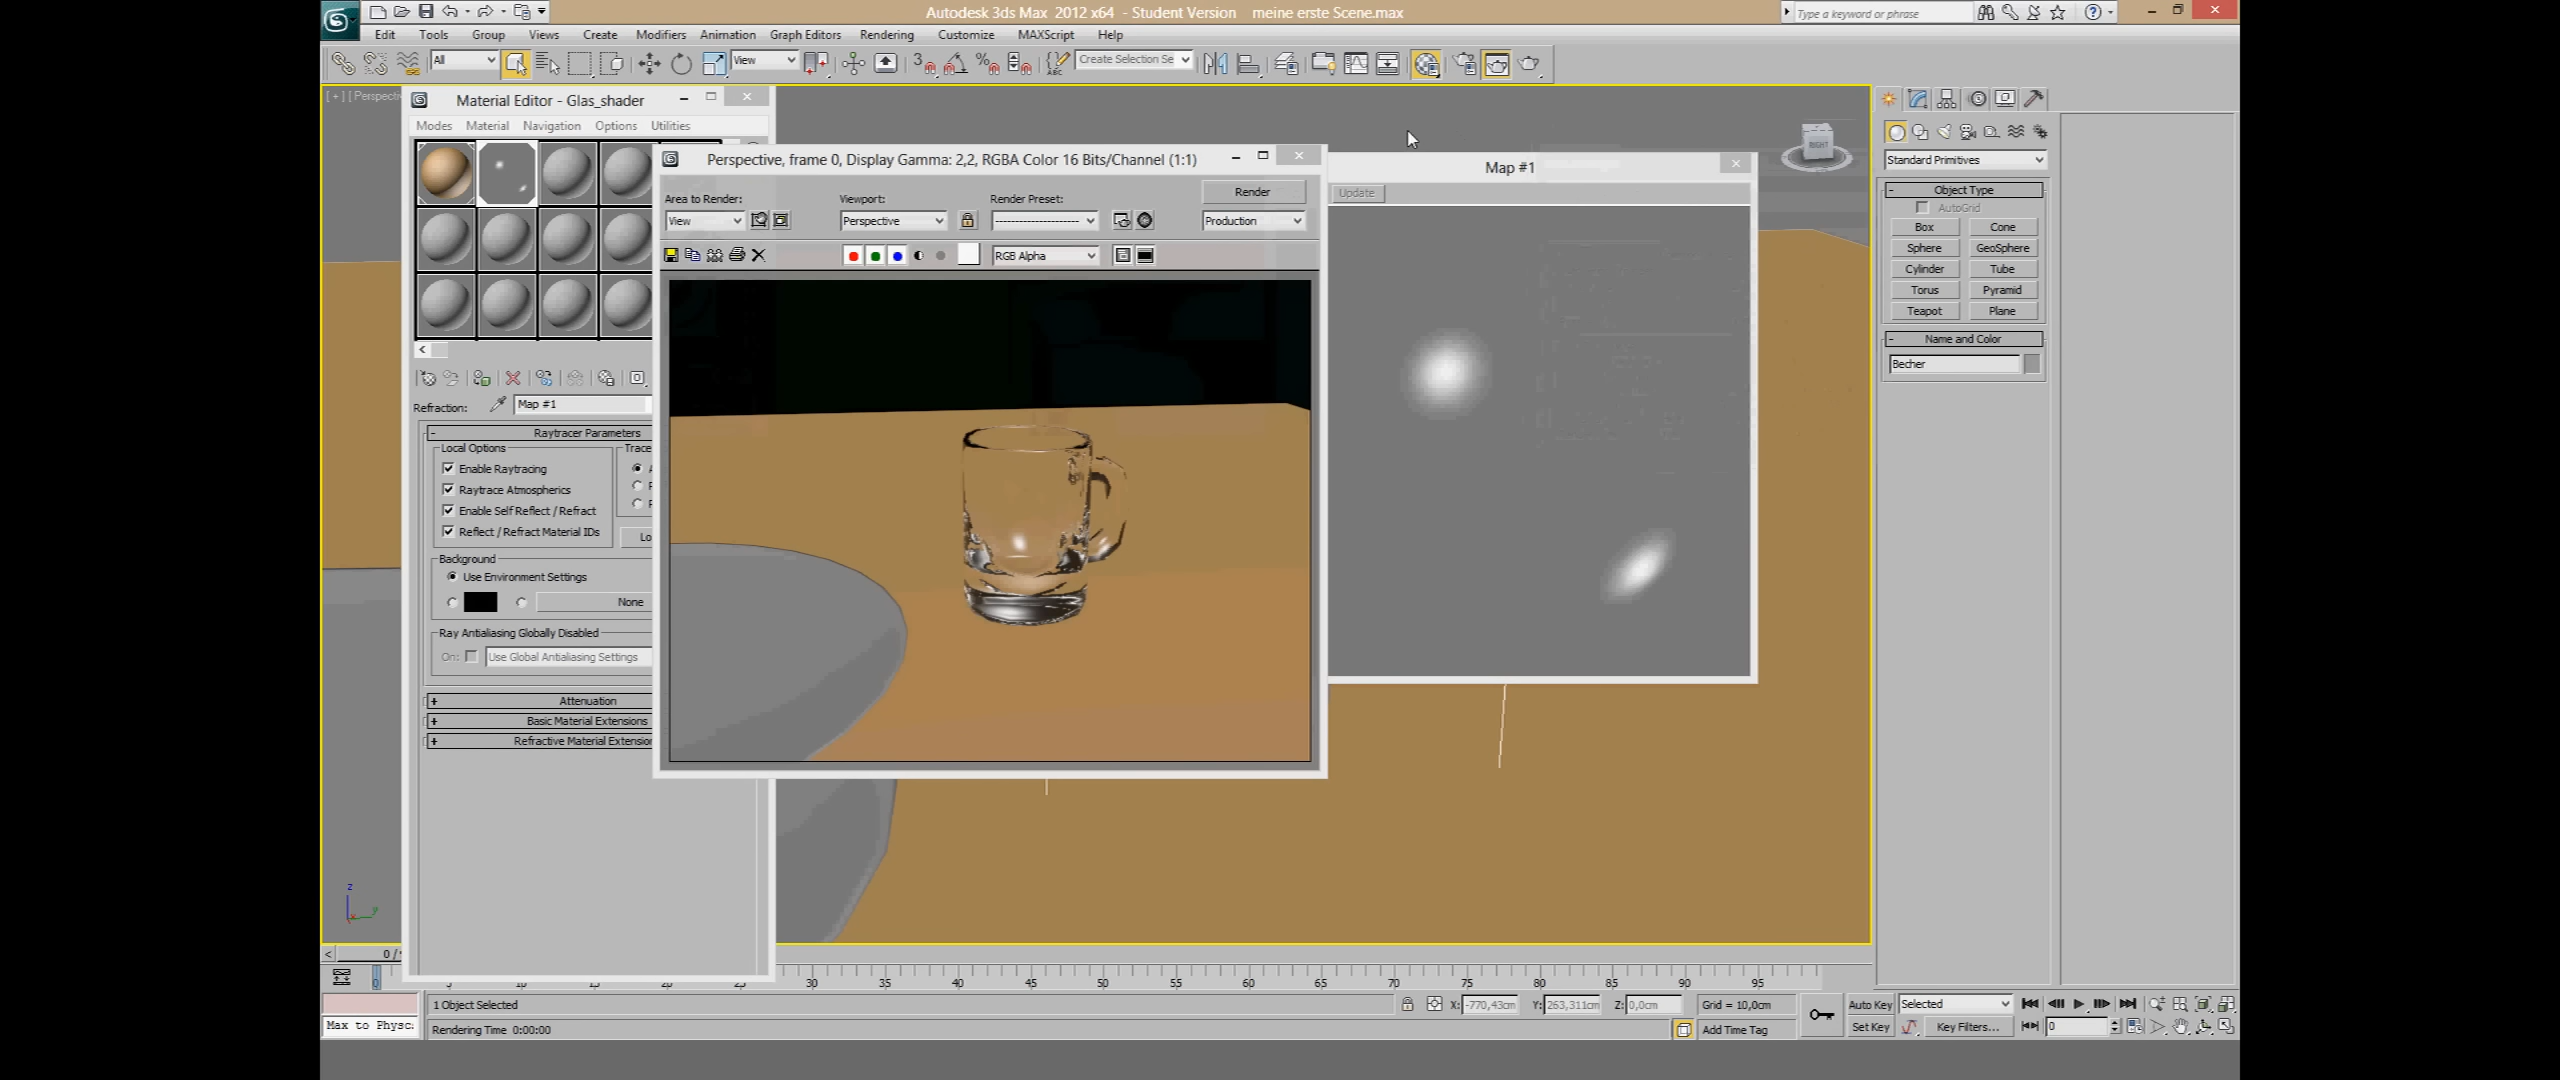 Autodesk 3ds Max 2012 x64 - Student Version meine erste Scene.max
Type a keyword or phrase
Edit Tools Group Views Create Modifiers Animation Graph Editors Rendering Customize MAXScript Help
All View Create Selection Se
[ + ] [ Perspecti
Material Editor - Glas_shader
Modes Material Navigation Options Utilities
Refraction: Map #1
Raytracer Parameters
Local Options
Trace
Enable Raytracing
Raytrace Atmospherics
Enable Self Reflect / Refract
Reflect / Refract Material IDs
Lo
Background
Use Environment Settings
None
Ray Antialiasing Globally Disabled
On: Use Global Antialiasing Settings
+ Attenuation
+ Basic Material Extensions
+ Refractive Material Extension
Perspective, frame 0, Display Gamma: 2,2, RGBA Color 16 Bits/Channel (1:1)
Area to Render:
Viewport:
Render Preset:
Render
View
Perspective
Production
RGB Alpha
Map #1
Update
RIGHT
Standard Primitives
- Object Type
AutoGrid
Box Cone
Sphere GeoSphere
Cylinder Tube
Torus Pyramid
Teapot Plane
- Name and Color
Becher
z
y
< 0 /
0 30 35 40 45 50 55 60 65 70 75 80 85 90 95
1 Object Selected
X: -770,43cm Y: 263,311cm Z: 0,0cm
Grid = 10,0cm
Auto Key Selected
Max to Physc:
Rendering Time 0:00:00
Add Time Tag
Set Key Key Filters... 0